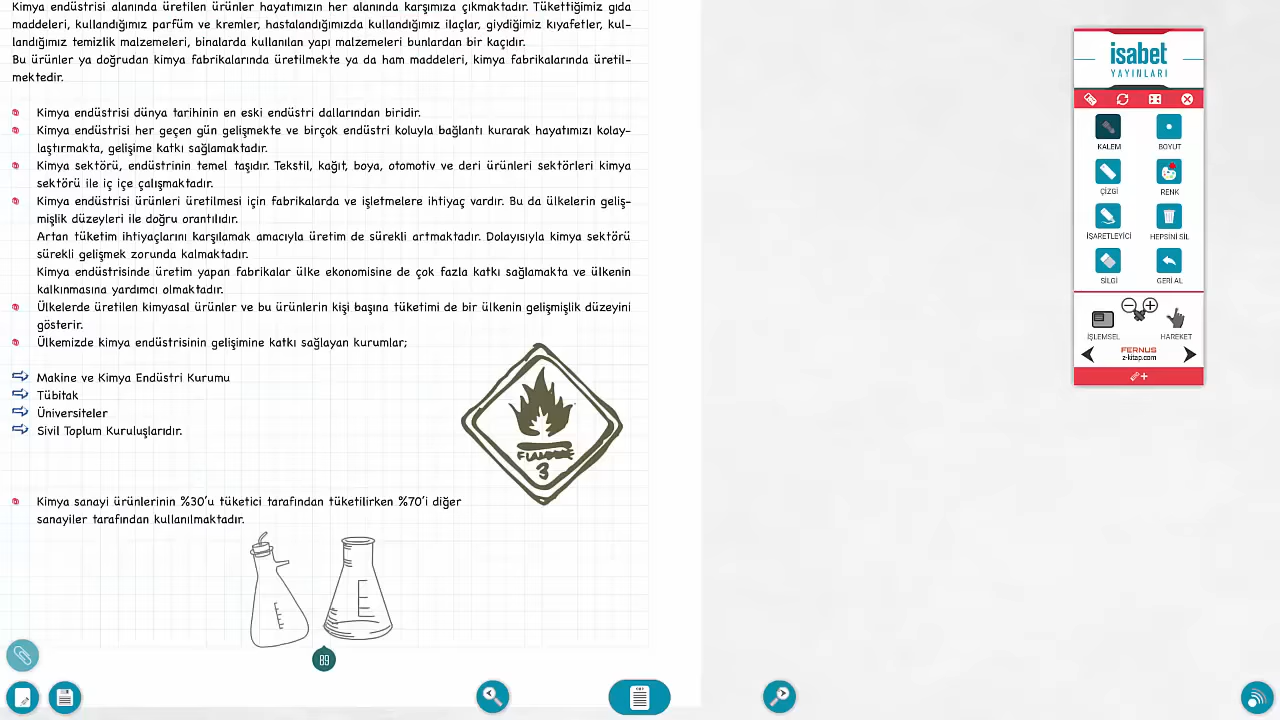 Kimya endüstrisi alanında üretilen ürünler hayatımızın her alanında karşımıza çıkmaktadır. Tükettiğimiz gıda
maddeleri, kullandığımız parfüm ve kremler, hastalandığımızda kullandığımız ilaçlar, giydiğimiz kıyafetler, kul-
landığımız temizlik malzemeleri, binalarda kullanılan yapı malzemeleri bunlardan bir kaçıdır.
Bu ürünler ya doğrudan kimya fabrikalarında üretilmekte ya da ham maddeleri, kimya fabrikalarında üretil-
mektedir.
Kimya endüstrisi dünya tarihinin en eski endüstri dallarından biridir.
Kimya endüstrisi her geçen gün gelişmekte ve birçok endüstri koluyla bağlantı kurarak hayatımızı kolay-
laştırmakta, gelişime katkı sağlamaktadır.
Kimya sektörü, endüstrinin temel taşıdır. Tekstil, kağıt, boya, otomotiv ve deri ürünleri sektörleri kimya
sektörü ile iç içe çalışmaktadır.
Kimya endüstrisi ürünleri üretilmesi için fabrikalarda ve işletmelere ihtiyaç vardır. Bu da ülkelerin geliş-
mişlik düzeyleri ile doğru orantılıdır.
Artan tüketim ihtiyaçlarını karşılamak amacıyla üretim de sürekli artmaktadır. Dolayısıyla kimya sektörü
sürekli gelişmek zorunda kalmaktadır.
Kimya endüstrisinde üretim yapan fabrikalar ülke ekonomisine de çok fazla katkı sağlamakta ve ülkenin
kalkınmasına yardımcı olmaktadır.
Ülkelerde üretilen kimyasal ürünler ve bu ürünlerin kişi başına tüketimi de bir ülkenin gelişmişlik düzeyini
gösterir.
Ülkemizde kimya endüstrisinin gelişimine katkı sağlayan kurumlar;
Makine ve Kimya Endüstri Kurumu
Tübitak
Üniversiteler
Sivil Toplum Kuruluşlarıdır.
3
Kimya sanayi ürünlerinin %30'u tüketici tarafından tüketilirken %70'i diğer
sanayiler tarafından kullanılmaktadır.
89
isabet
YAYINLARI
KALEM
BOYUT
ÇİZGİ
RENK
İŞARETLEYİCİ
HEPSİNİ SİL
SİLGİ
GERİ AL
İŞLEMSEL
HAREKET
FERNUS
z-kitap.com